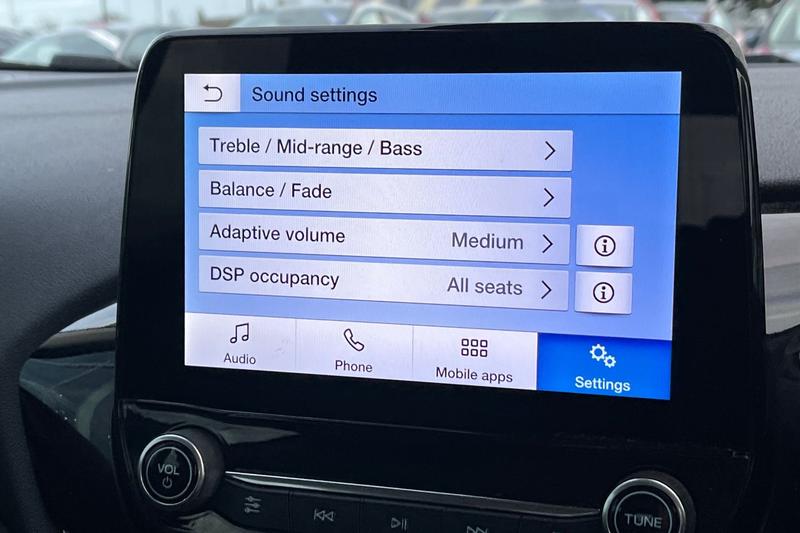 Sound settings
Treble / Mid-range / Bass
Balance / Fade
Adaptive volume Medium
DSP occupancy All seats
Audio Phone Mobile apps Settings
VOL
TUNE